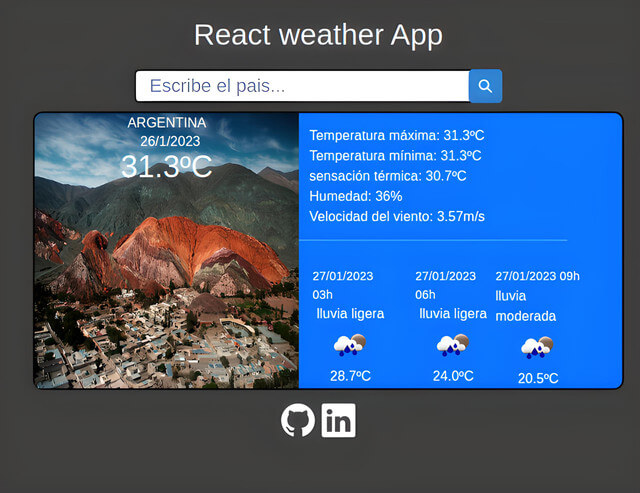 React weather App
Escribe el pais...
ARGENTINA
26/1/2023
31.3ºC
Temperatura máxima: 31.3ºC
Temperatura mínima: 31.3ºC
sensación térmica: 30.7ºC
Humedad: 36%
Velocidad del viento: 3.57m/s
27/01/2023
03h
lluvia ligera
28.7ºC
27/01/2023
06h
lluvia ligera
24.0ºC
27/01/2023 09h
lluvia
moderada
20.5ºC
in